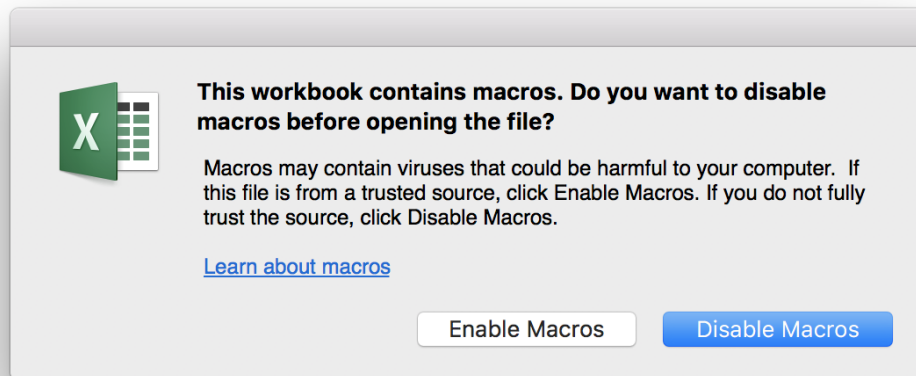 This workbook contains macros. Do you want to disable
macros before opening the file?
Macros may contain viruses that could be harmful to your computer.  If
this file is from a trusted source, click Enable Macros. If you do not fully
trust the source, click Disable Macros.
Learn about macros
Enable Macros
Disable Macros
X